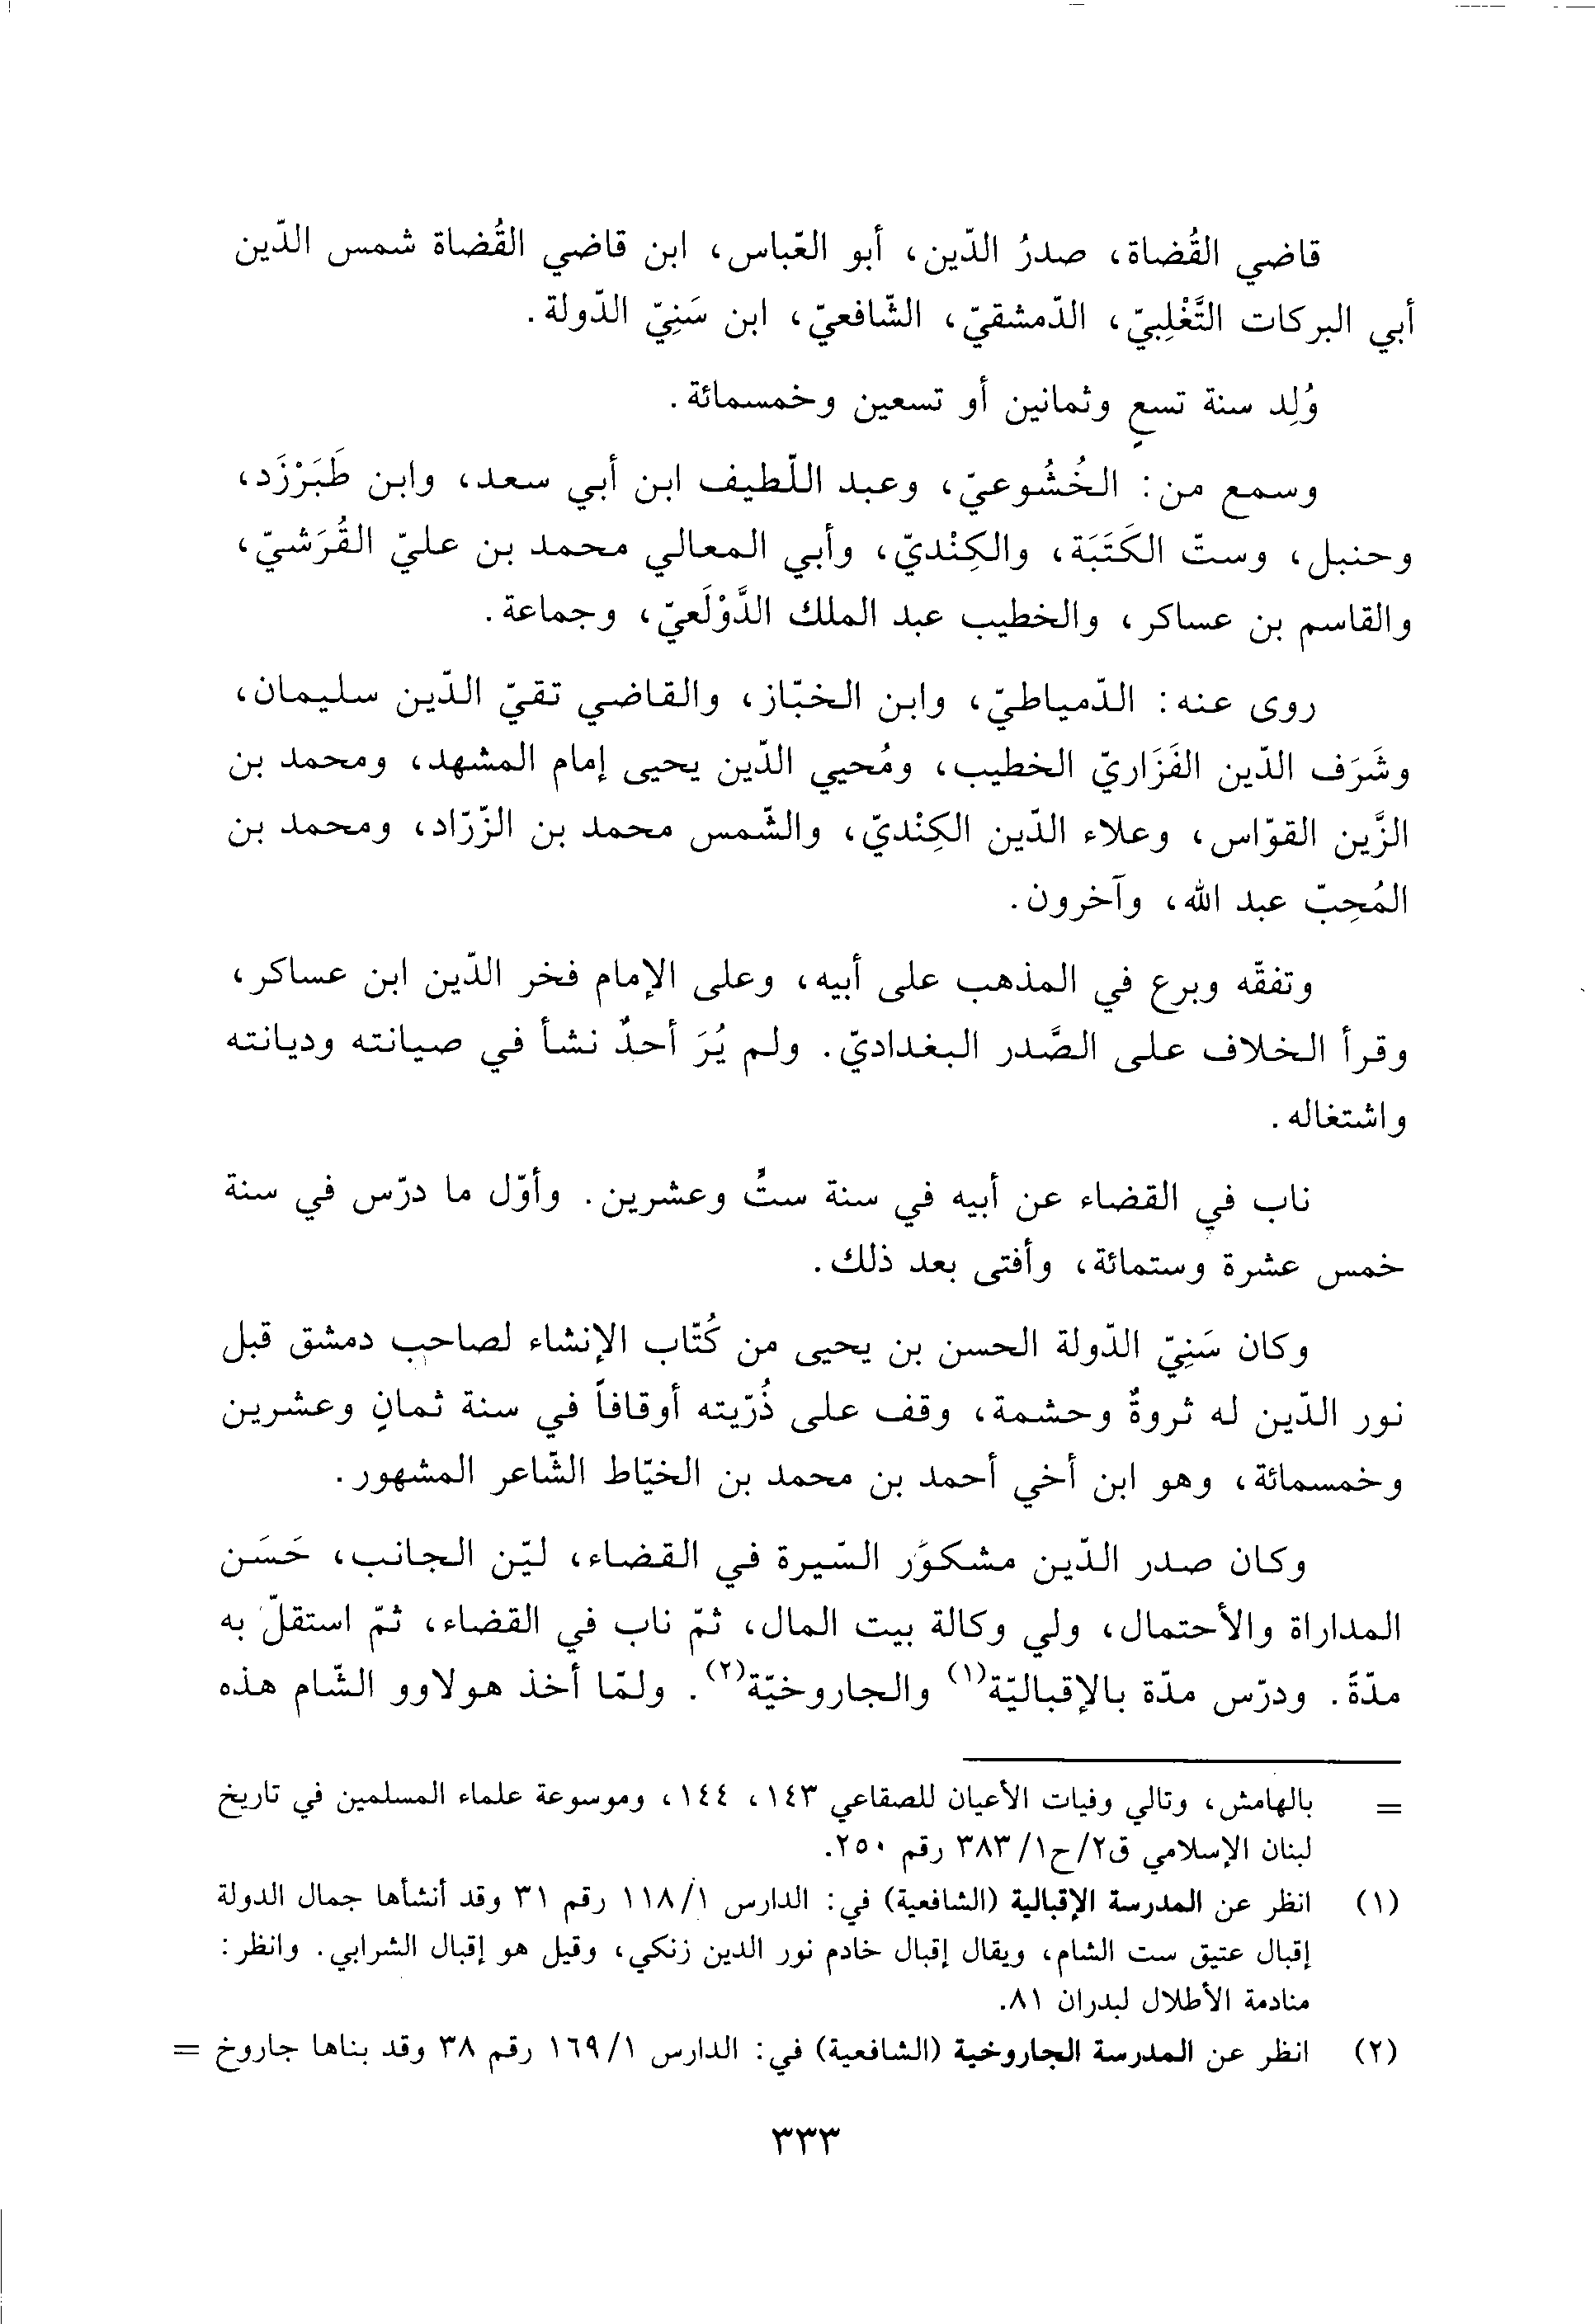 قاضي القُضاة، صدرُ الدّين، أبو العّباس، ابن قاضي القُضاة شمس الدّين
أبي البركات التَّغْلِبيّ، الدّمشقيّ، الشّافعيّ، ابن سَنِيّ الدّولة.
وُلِد سنة تسعٍ وثمانين أو تسعين وخمسمائة.
وسمع من: الخُشُوعيّ، وعبد اللّطيف ابن أبي سعد، وابن طَبَرْزَد،
وحنبل، وستّ الكَتَبَة، والكِنْديّ، وأبي المعالي محمد بن عليّ القُرَشيّ،
والقاسم بن عساكر، والخطيب عبد الملك الدَّوْلَعيّ، وجماعة.
روى عنه: الدّمياطيّ، وابن الخبّاز، والقاضي تقيّ الدّين سليمان،
وشَرَف الدّين الفَزَاريّ الخطيب، ومُحيي الدّين يحيى إمام المشهد، ومحمد بن
الزَّين القوّاس، وعلاء الدّين الكِنْديّ، والشّمس محمد بن الزّرّاد، ومحمد بن
المُحِبّ عبد الله، وآخرون.
وتفقّه وبرع في المذهب على أبيه، وعلى الإمام فخر الدّين ابن عساكر،
وقرأ الخلاف على الصَّدر البغداديّ. ولم يُرَ أحدٌ نشأ في صيانته وديانته
واشتغاله.
ناب في القضاء عن أبيه في سنة ستٍّ وعشرين. وأوّل ما درّس في سنة
خمس عشرة وستمائة، وأفتى بعد ذلك.
وكان سَنِيّ الدّولة الحسن بن يحيى من كُتّاب الإنشاء لصاحب دمشق قبل
نور الدّين له ثروةٌ وحشمة، وقف على ذُرّيته أوقافاً في سنة ثمانٍ وعشرين
وخمسمائة، وهو ابن أخي أحمد بن محمد بن الخيّاط الشّاعر المشهور.
وكان صدر الدّين مشكوَر السّيرة في القضاء، ليّن الجانب، حَسَن
المداراة والأحتمال، ولي وكالة بيت المال، ثمّ ناب في القضاء، ثمّ استقلّ به
مدّةً. ودرّس مدّة بالإقباليّة(١) والجاروخيّة(٢). ولمّا أخذ هولاوو الشّام هذه
= بالهامش، وتالي وفيات الأعيان للصقاعي ١٤٣، ١٤٤، وموسوعة علماء المسلمين في تاريخ
لبنان الإسلامي ق٢/ح١/ ٣٨٣ رقم ٢٥٠.
(١) انظر عن المدرسة الإقبالية (الشافعية) في: الدارس ١/ ١١٨ رقم ٣١ وقد أنشأها جمال الدولة
إقبال عتيق ست الشام، ويقال إقبال خادم نور الدين زنكي، وقيل هو إقبال الشرابي. وانظر:
منادمة الأطلال لبدران ٨١.
(٢) انظر عن المدرسة الجاروخية (الشافعية) في: الدارس ١/ ١٦٩ رقم ٣٨ وقد بناها جاروخ =
٣٣٣